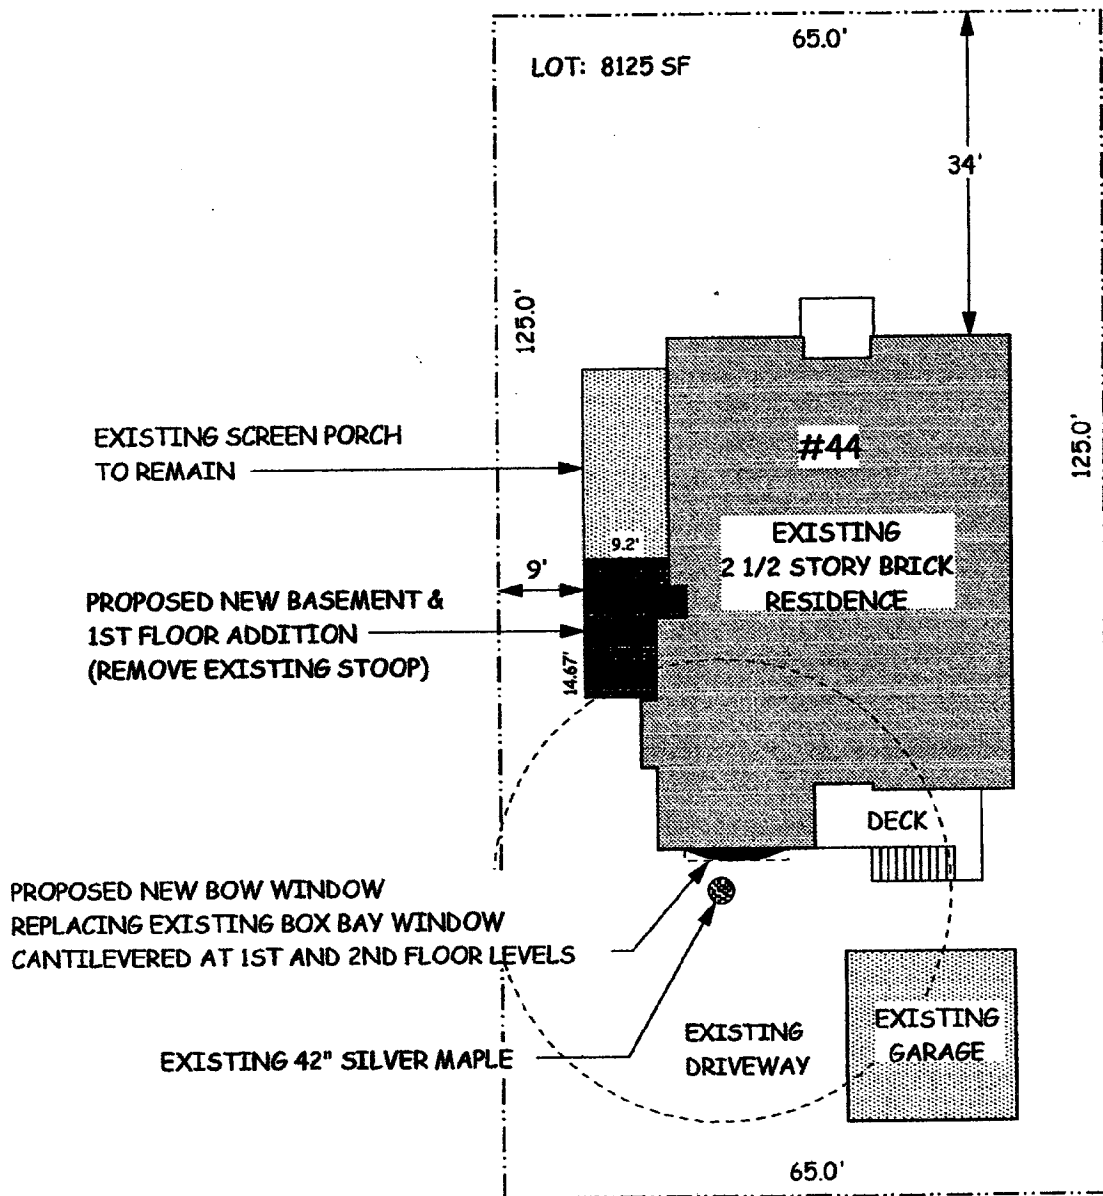 65.0'
LOT: 8125 SF
34'
125.0'
125.0'
EXISTING SCREEN PORCH
TO REMAIN
#44
EXISTING
2 1/2 STORY BRICK
RESIDENCE
9.2'
9'
PROPOSED NEW BASEMENT &
1ST FLOOR ADDITION
(REMOVE EXISTING STOOP)
14.67'
DECK
PROPOSED NEW BOW WINDOW
REPLACING EXISTING BOX BAY WINDOW
CANTILEVERED AT 1ST AND 2ND FLOOR LEVELS
EXISTING 42" SILVER MAPLE
EXISTING
DRIVEWAY
EXISTING
GARAGE
65.0'